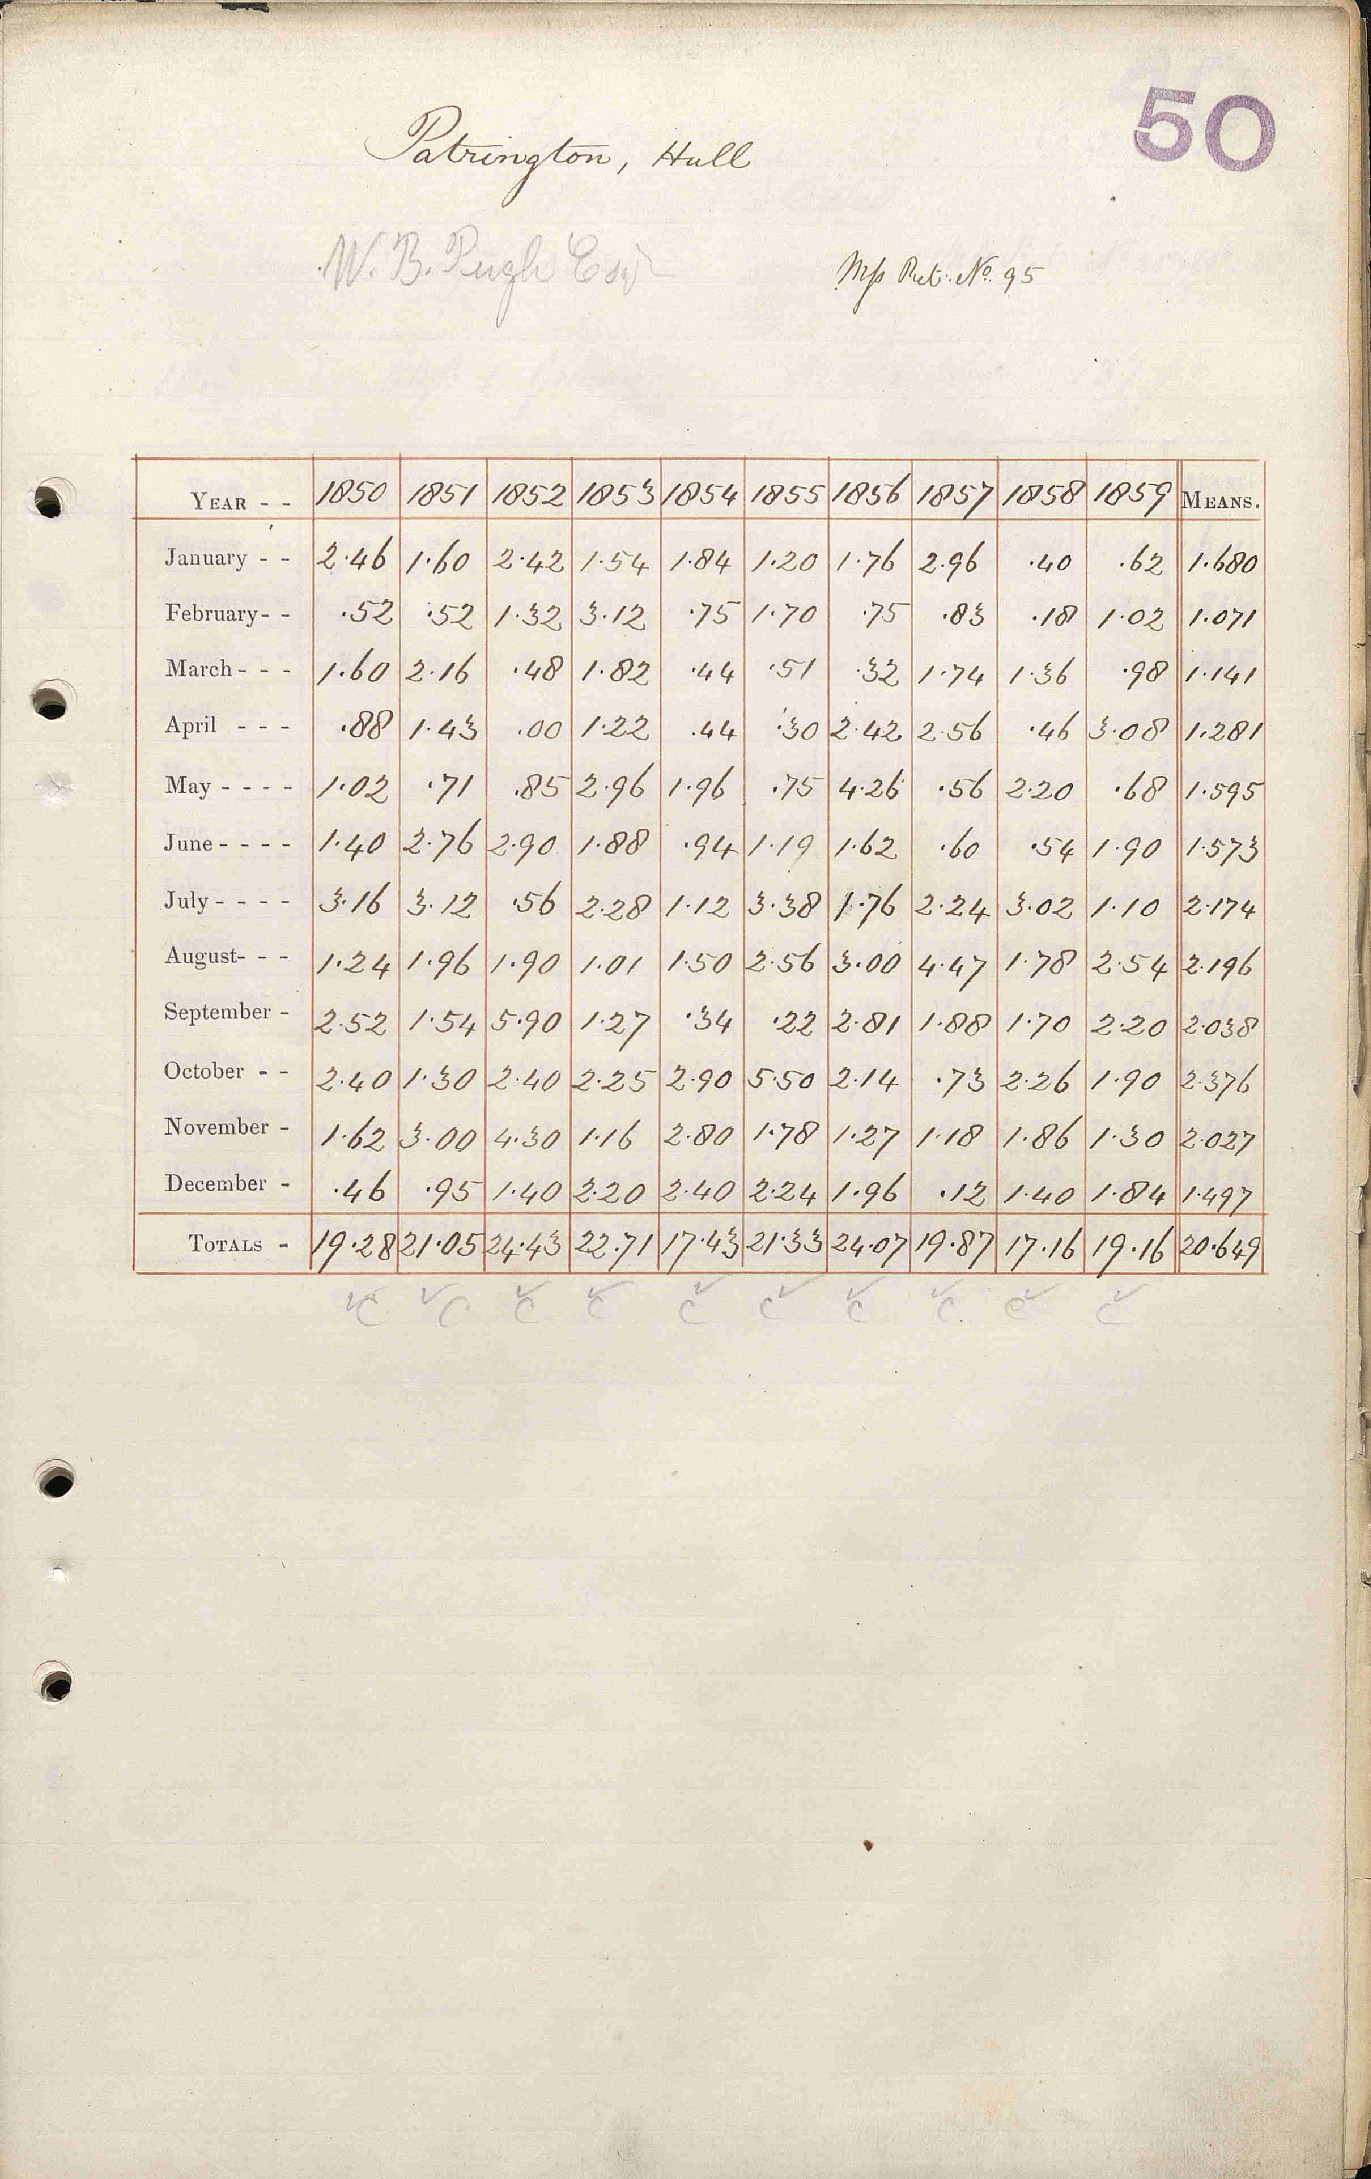 50
Patrington, Hull
W. B. Pugh Esqr
Mss Ret. No. 95
YEAR - - 1850 1851 1852 1853 1854 1855 1856 1857 1858 1859 MEANS.
January - - 2.46 1.60 2.42 1.54 1.84 1.20 1.76 2.96 .40 .62 1.680
February - - .52 .52 1.32 3.12 .75 1.70 .75 .83 .18 1.02 1.071
March - - - 1.60 2.16 .48 1.82 .44 .51 .32 1.74 1.36 .98 1.141
April - - - .88 1.43 .00 1.22 .44 .30 2.42 2.56 .46 3.08 1.281
May - - - - 1.02 .71 .85 2.96 1.96 .75 4.26 .56 2.20 .68 1.595
June - - - - 1.40 2.76 2.90 1.88 .94 1.19 1.62 .60 .54 1.90 1.573
July - - - - 3.16 3.12 .56 2.28 1.12 3.38 1.76 2.24 3.02 1.10 2.174
August - - - 1.24 1.96 1.90 1.01 1.50 2.56 3.00 4.47 1.78 2.54 2.196
September - 2.52 1.54 5.90 1.27 .34 .22 2.81 1.88 1.70 2.20 2.038
October - - 2.40 1.30 2.40 2.25 2.90 5.50 2.14 .73 2.26 1.90 2.376
November - 1.62 3.00 4.30 1.16 2.80 1.78 1.27 1.18 1.86 1.30 2.027
December - .46 .95 1.40 2.20 2.40 2.24 1.96 .12 1.40 1.84 1.497
TOTALS - 19.28 21.05 24.43 22.71 17.43 21.33 24.07 19.87 17.16 19.16 20.649
C C C C C C C C C C